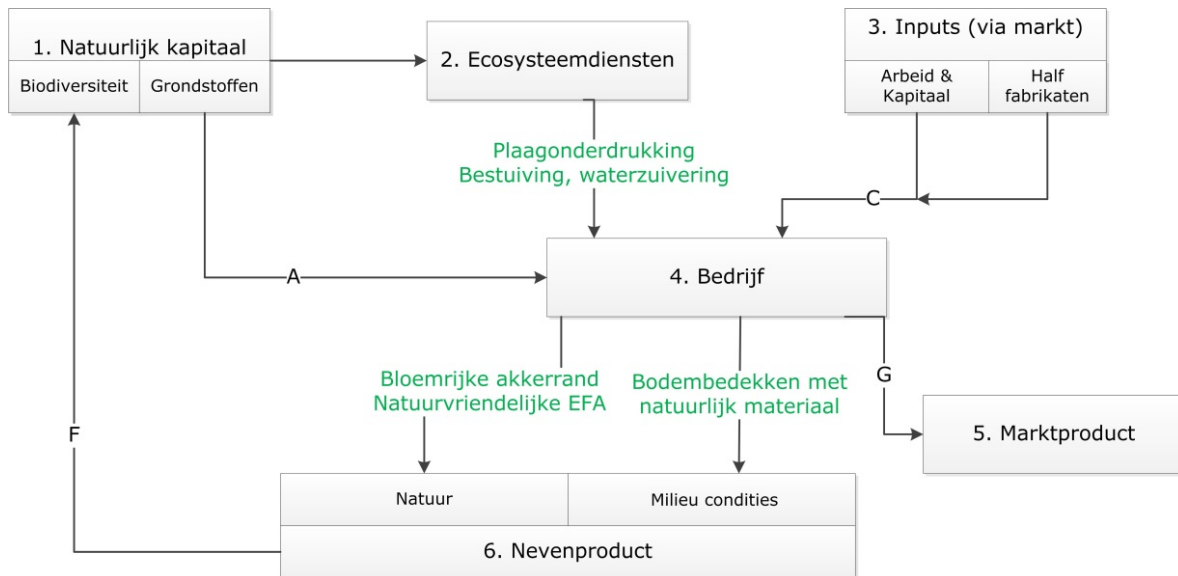 1. Natuurlijk kapitaal
Biodiversiteit
Grondstoffen
2. Ecosysteemdiensten
3. Inputs (via markt)
Arbeid &
Kapitaal
Half
fabrikaten
Plaagonderdrukking
Bestuiving, waterzuivering
C
A
4. Bedrijf
Bloemrijke akkerrand
Natuurvriendelijke EFA
Bodembedekken met
natuurlijk materiaal
G
F
5. Marktproduct
Natuur
Milieu condities
6. Nevenproduct